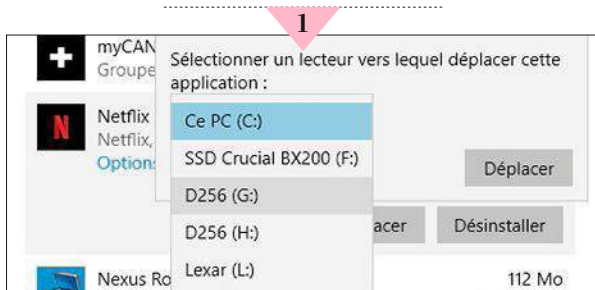 1
myCAN
Groupe
Sélectionner un lecteur vers lequel déplacer cette
application :
Netflix
Netflix,
Option
Ce PC (C:)
SSD Crucial BX200 (F:)
Déplacer
D256 (G:)
D256 (H:)
acer
Désinstaller
Lexar (L:)
Nexus Ro
112 Mo